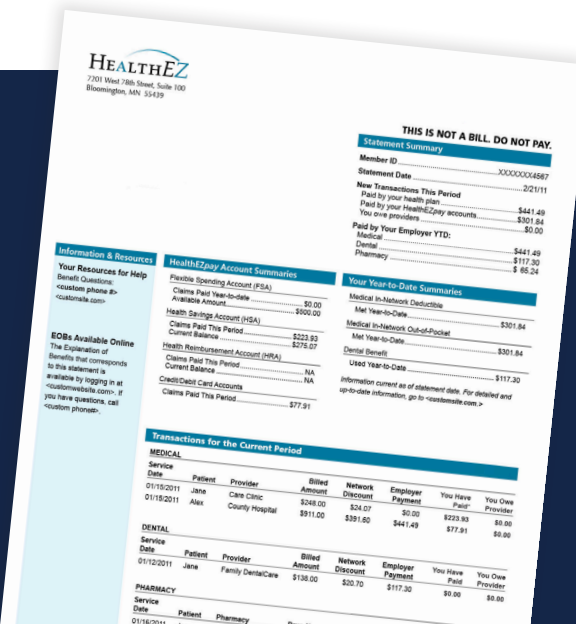 HEALTHEZ
7201 West 78th Street, Suite 100
Bloomington, MN 55439
THIS IS NOT A BILL. DO NOT PAY.
Statement Summary
Member ID XXXXXXX4567
Statement Date 2/21/11
New Transactions This Period
Paid by your health plan $441.49
Paid by your HealthEZpay accounts $301.84
You owe providers $0.00
Paid by Your Employer YTD:
Medical $441.49
Dental $117.30
Pharmacy $ 65.24
Information & Resources
Your Resources for Help
Benefit Questions:
<custom phone #>
<customsite.com>
EOBs Available Online
The Explanation of
Benefits that corresponds
to this statement is
available by logging in at
<customwebsite.com>. If
you have questions, call
<custom phone#>.
HealthEZpay Account Summaries
Flexible Spending Account (FSA)
Claims Paid Year-to-date $0.00
Available Amount $500.00
Health Savings Account (HSA)
Claims Paid This Period $223.93
Current Balance $275.07
Health Reimbursement Account (HRA)
Claims Paid This Period NA
Current Balance NA
Credit/Debit Card Accounts
Claims Paid This Period $77.91
Your Year-to-Date Summaries
Medical In-Network Deductible
Met Year-to-Date $301.84
Medical In-Network Out-of-Pocket
Met Year-to-Date $301.84
Dental Benefit
Used Year-to-Date $117.30
Information current as of statement date. For detailed and
up-to-date information, go to <customsite.com.>
Transactions for the Current Period
MEDICAL
Service Date Patient Provider Billed Amount Network Discount Employer Payment You Have Paid* You Owe Provider
01/15/2011 Jane Care Clinic $248.00 $24.07 $0.00 $223.93 $0.00
01/15/2011 Alex County Hospital $911.00 $391.60 $441.49 $77.91 $0.00
DENTAL
Service Date Patient Provider Billed Amount Network Discount Employer Payment You Have Paid You Owe Provider
01/12/2011 Jane Family DentalCare $138.00 $20.70 $117.30 $0.00 $0.00
PHARMACY
Service Date Patient Pharmacy
01/16/2011